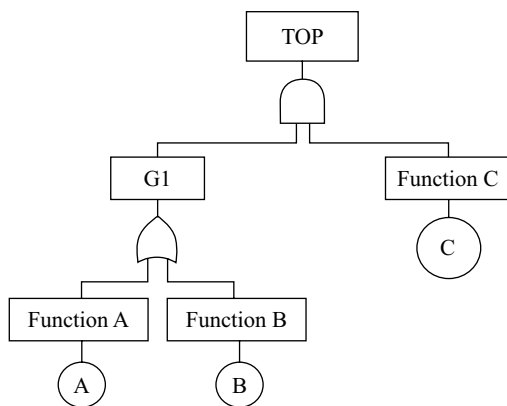 TOP
G1
Function C
C
Function A
Function B
A
B